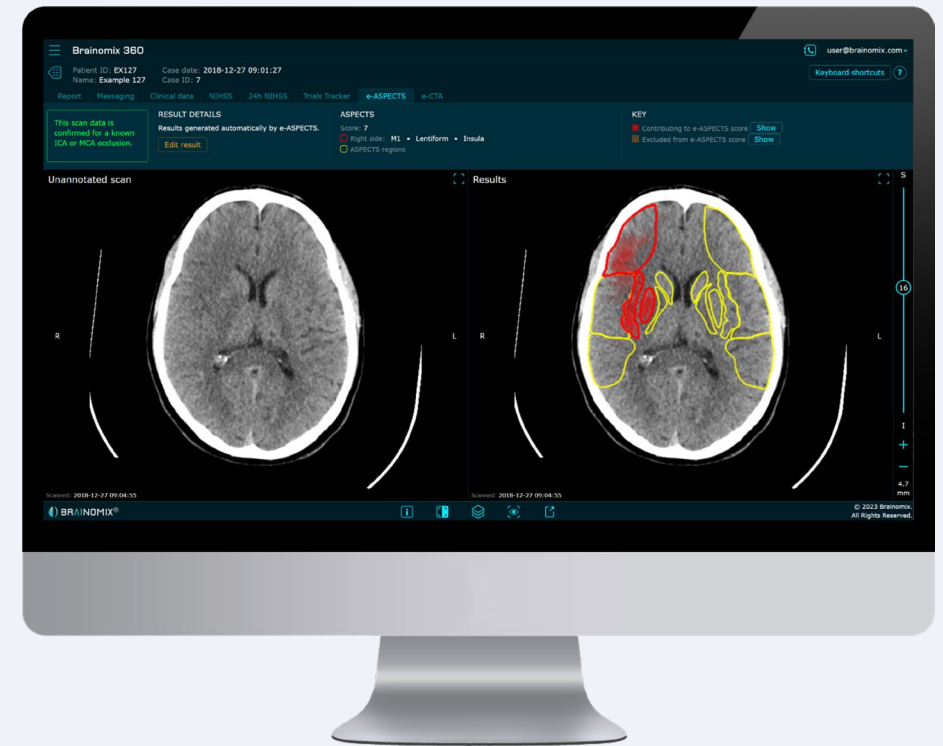 Brainomix 360
user@brainomix.com
Patient ID: EX127 Case date: 2018-12-27 09:01:27
Name: Example 127 Case ID: 7
Keyboard shortcuts ?
Report Messaging Clinical data NIHSS 24h NIHSS Trials Tracker e-ASPECTS e-CTA
This scan data is
confirmed for a known
ICA or MCA occlusion.
RESULT DETAILS
Results generated automatically by e-ASPECTS.
Edit result
ASPECTS
Score: 7
Right side: M1 • Lentiform • Insula
ASPECTS regions
KEY
Contributing to e-ASPECTS score Show
Excluded from e-ASPECTS score Show
Unannotated scan
R
L
Scanned: 2018-12-27 09:04:55
Results
R
L
Scanned: 2018-12-27 09:04:55
S
16
I
+
−
4.7
mm
BRAINOMIX®
i
© 2023 Brainomix.
All Rights Reserved.